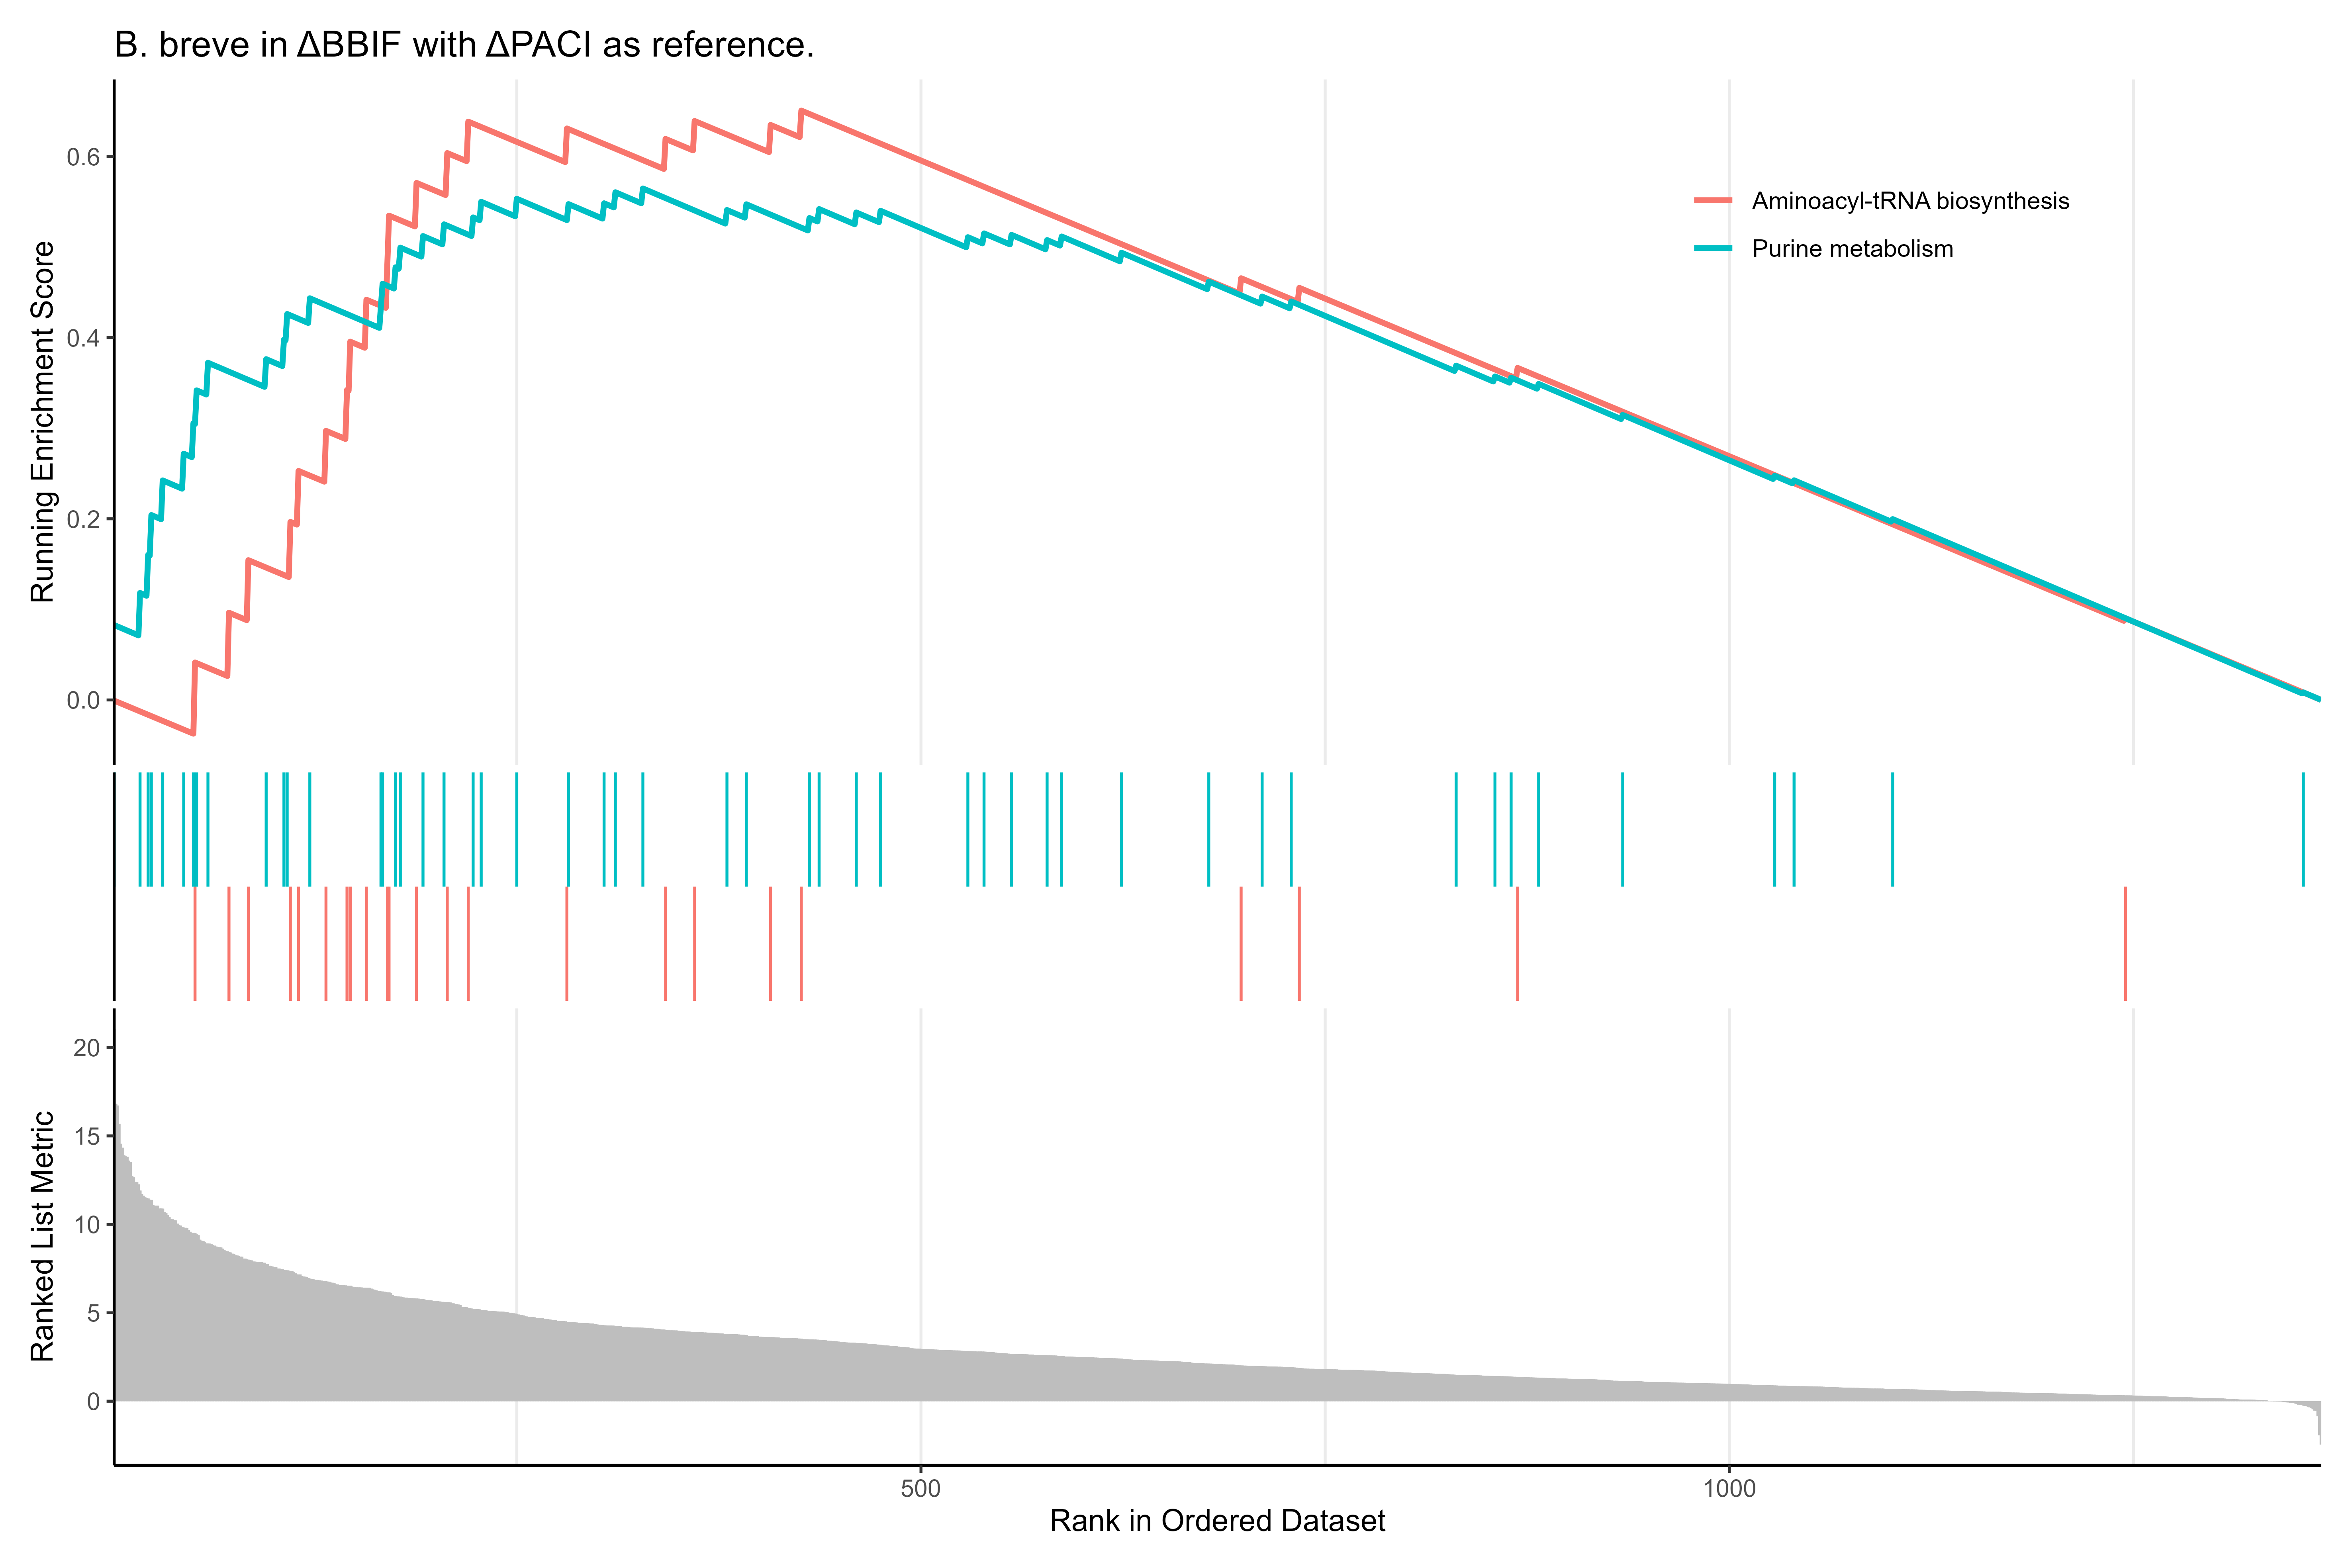 B. breve in ΔBBIF with ΔPACI as reference.
Running Enrichment Score
0.6
0.4
0.2
0.0
Aminoacyl-tRNA biosynthesis
Purine metabolism
Ranked List Metric
20
15
10
5
0
500
1000
Rank in Ordered Dataset